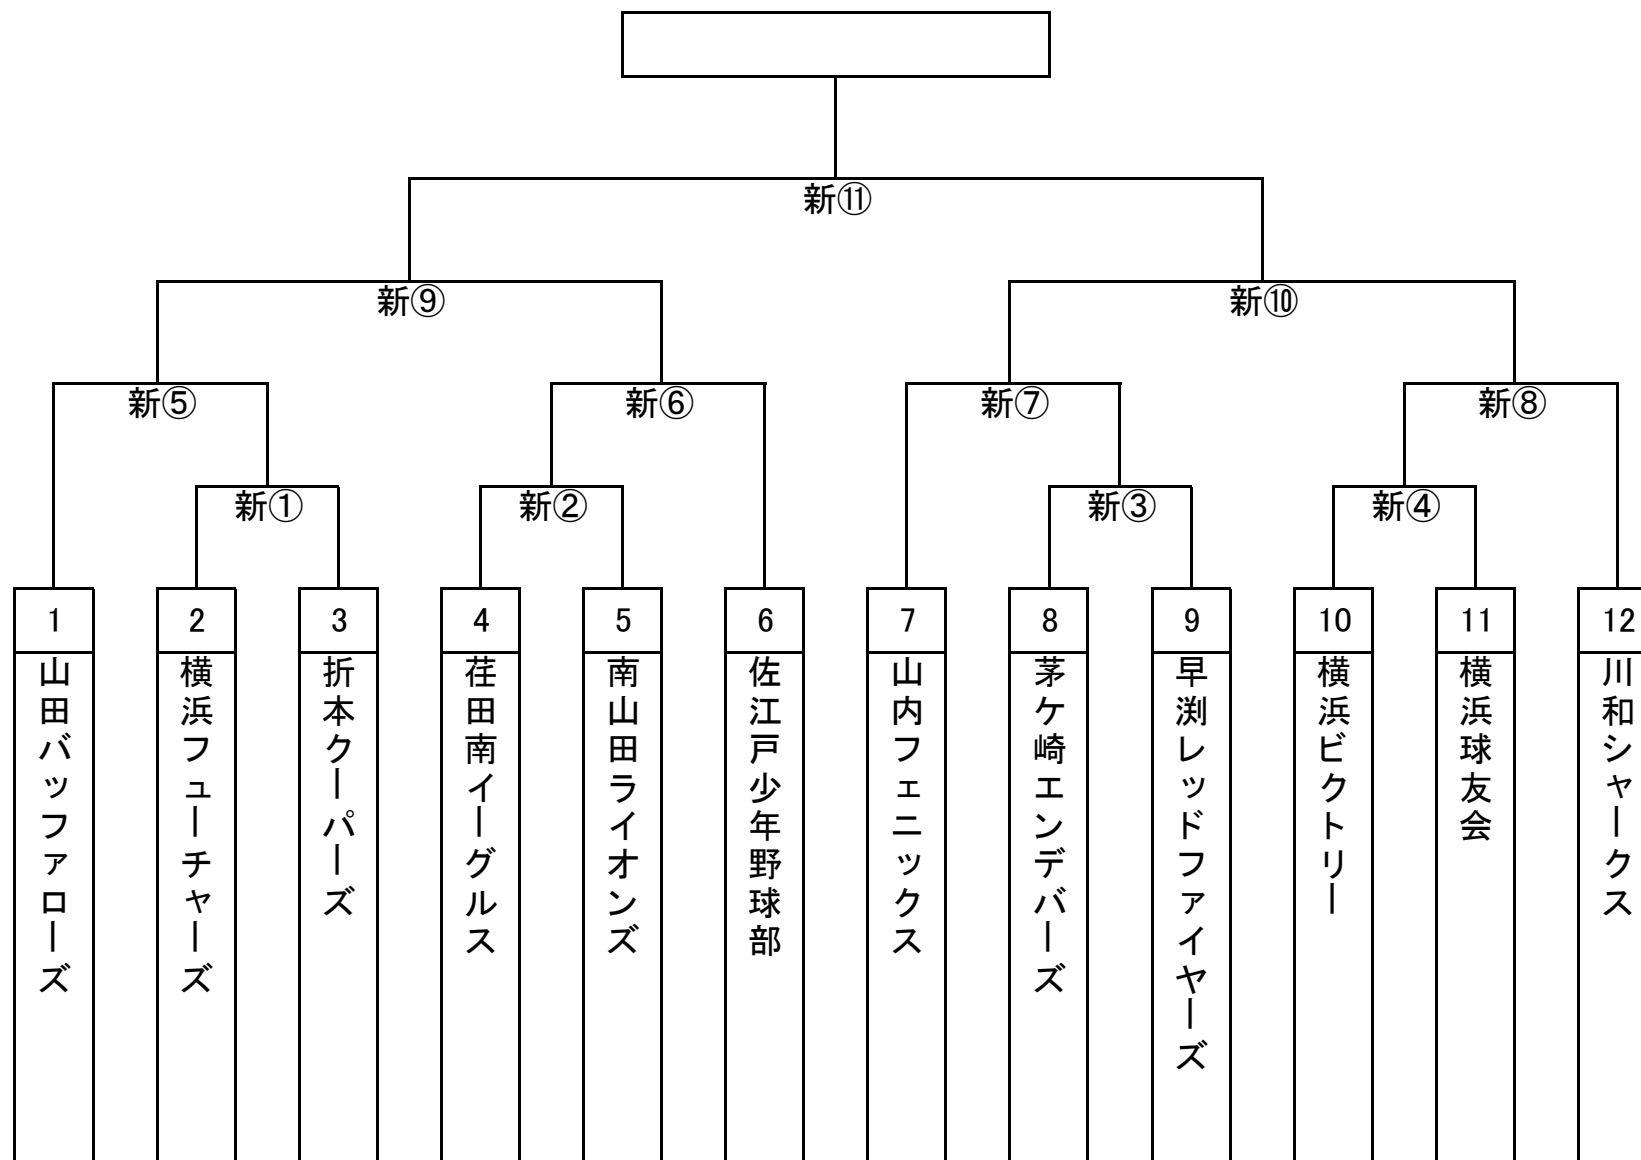 新⑪
新⑨
新⑩
新⑤
新⑥
新⑦
新⑧
新①
新②
新③
新④
1
2
3
4
5
6
7
8
9
10
11
12
山田バッファローズ
横浜フューチャーズ
折本クーパーズ
荏田南イーグルス
南山田ライオンズ
佐江戸少年野球部
山内フェニックス
茅ケ崎エンデバーズ
早渕レッドファイヤーズ
横浜ビクトリー
横浜球友会
川和シャークス